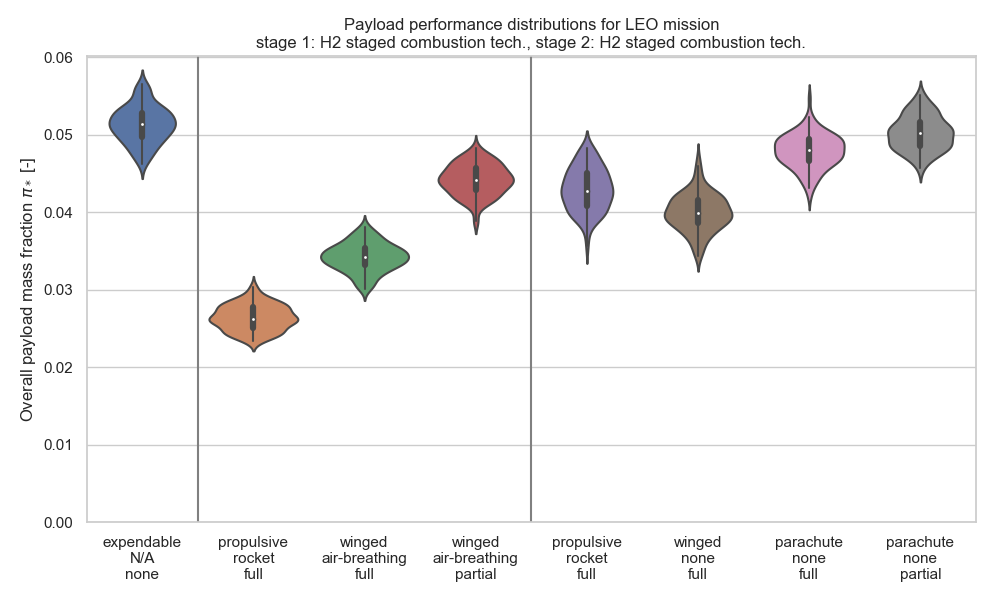 Payload performance distributions for LEO mission
stage 1: H2 staged combustion tech., stage 2: H2 staged combustion tech.
Overall payload mass fraction π* [-]
0.06
0.05
0.04
0.03
0.02
0.01
0.00
expendable
N/A
none
propulsive
rocket
full
winged
air-breathing
full
winged
air-breathing
partial
propulsive
rocket
full
winged
none
full
parachute
none
full
parachute
none
partial